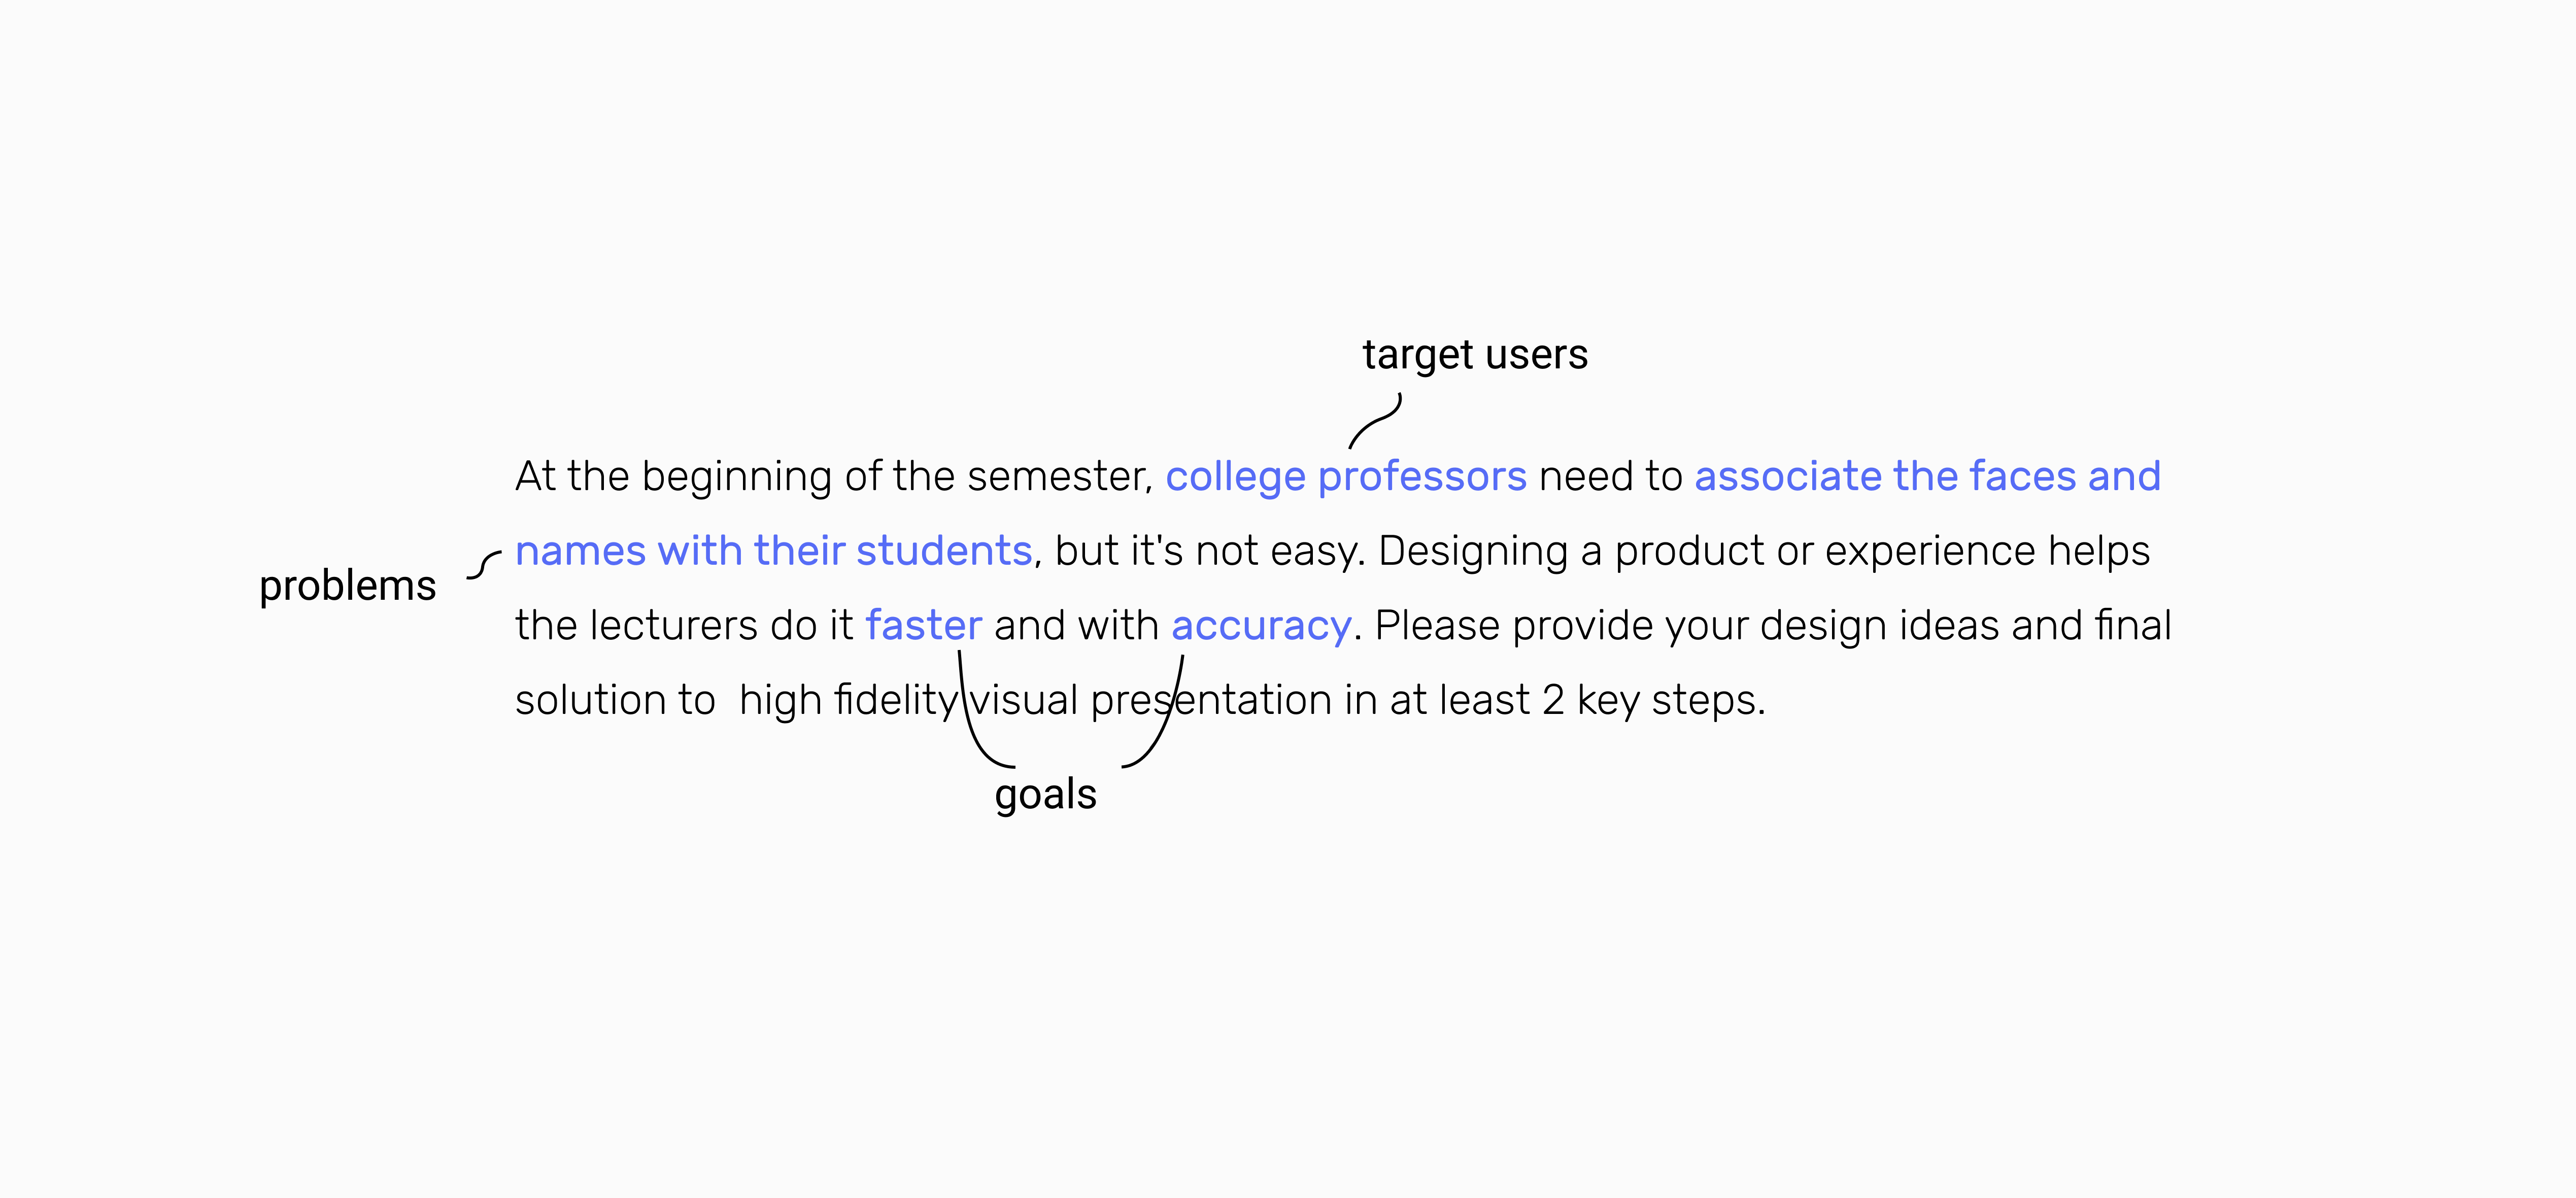 target users
At the beginning of the semester, college professors need to associate the faces and
names with their students, but it's not easy. Designing a product or experience helps
problems
the lecturers do it faster and with accuracy. Please provide your design ideas and final
solution to  high fidelity visual presentation in at least 2 key steps.
goals